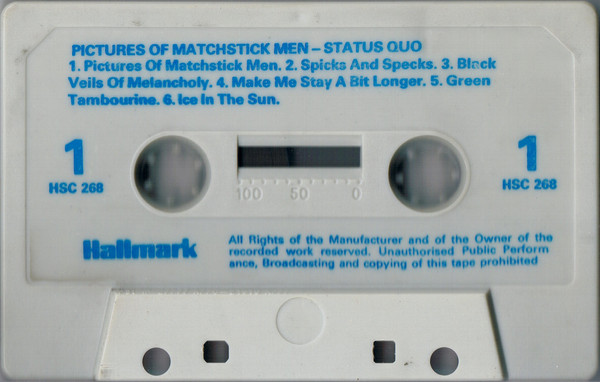 PICTURES OF MATCHSTICK MEN – STATUS QUO
1. Pictures Of Matchstick Men. 2. Spicks And Specks. 3. Black
Veils Of Melancholy. 4. Make Me Stay A Bit Longer. 5. Green
Tambourine. 6. Ice In The Sun.
1
HSC 268
100 50 0
1
HSC 268
Hallmark
All Rights of the Manufacturer and of the Owner of the
recorded work reserved. Unauthorised Public Perform
ance, Broadcasting and copying of this tape prohibited